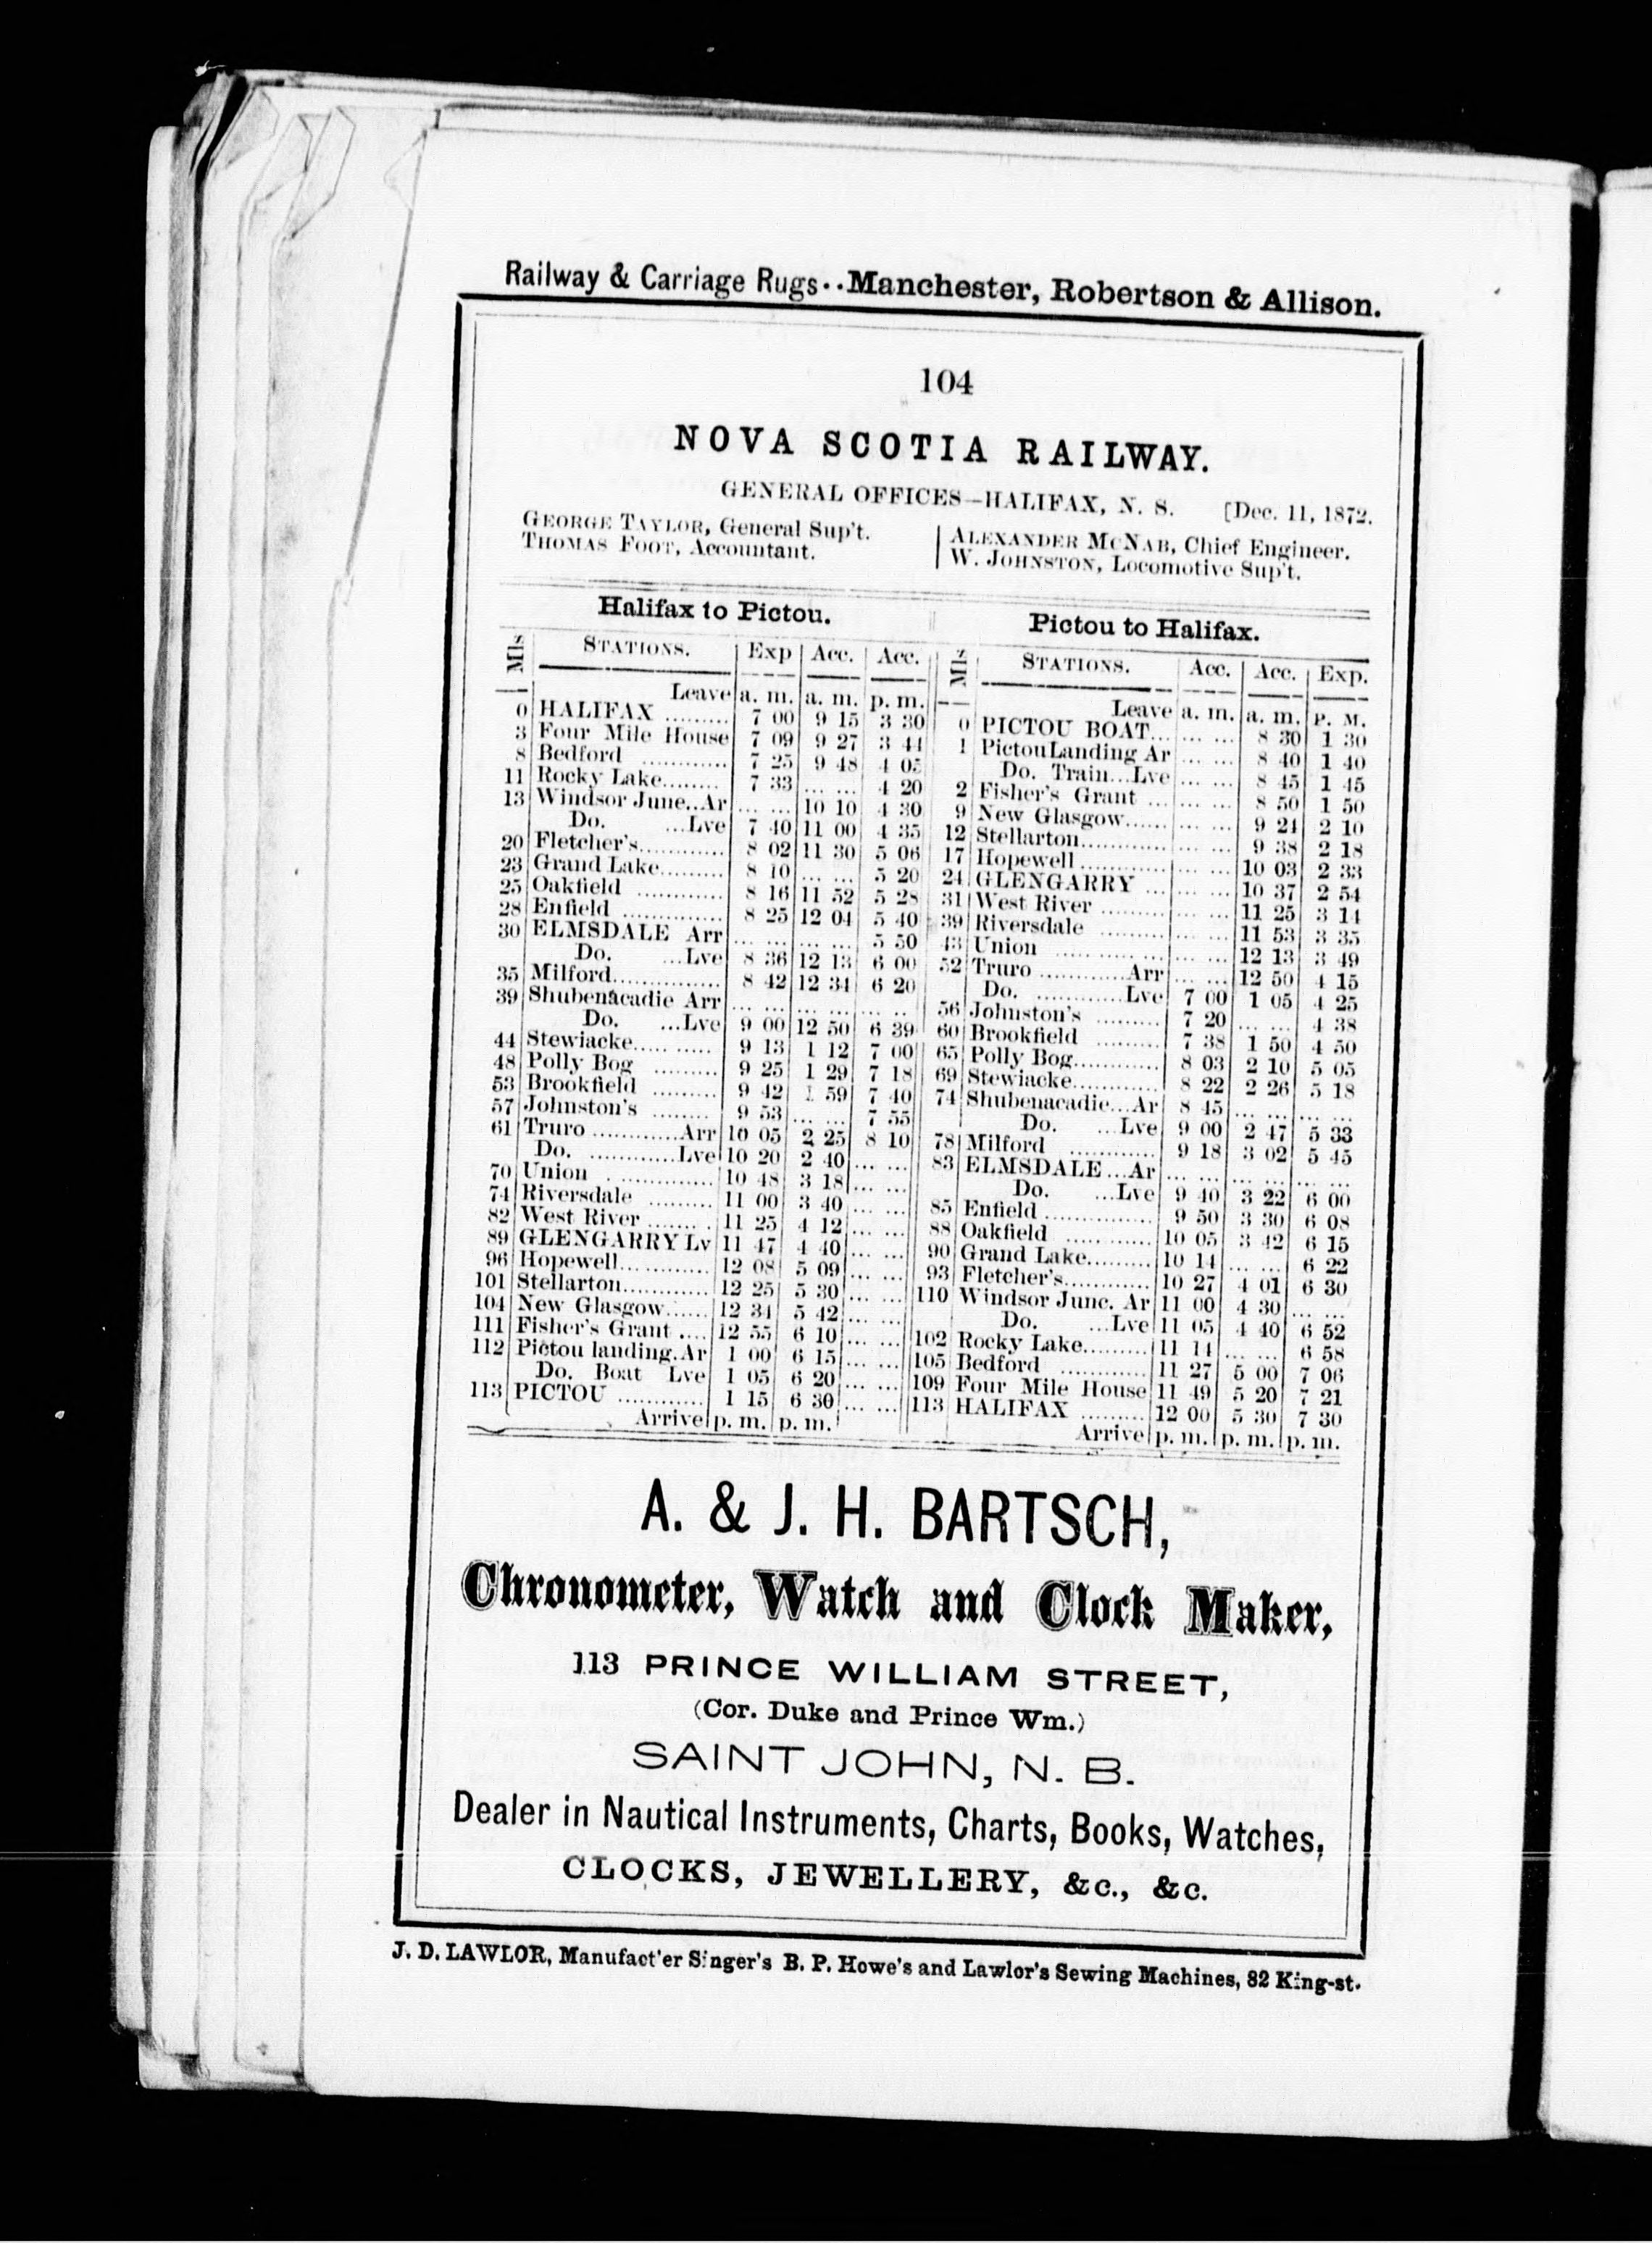 Railway & Carriage Rugs..Manchester, Robertson & Allison.
104
NOVA SCOTIA RAILWAY.
GENERAL OFFICES—HALIFAX, N. S. [Dec. 11, 1872.
GEORGE TAYLOR, General Sup't.
THOMAS FOOT, Accountant.
ALEXANDER MCNAB, Chief Engineer.
W. JOHNSTON, Locomotive Sup't.
Halifax to Pictou.
Mls STATIONS. Exp Acc. Acc.
Leave a. m. a. m. p. m.
0 HALIFAX ......... 7 00 9 15 3 30
3 Four Mile House 7 09 9 27 3 44
8 Bedford ............ 7 25 9 48 4 05
11 Rocky Lake........ 7 33 ... ... 4 20
13 Windsor Junc..Ar ... ... 10 10 4 30
Do. ...Lve 7 40 11 00 4 35
20 Fletcher's............ 8 02 11 30 5 06
23 Grand Lake......... 8 10 ... ... 5 20
25 Oakfield ............ 8 16 11 52 5 28
28 Enfield .............. 8 25 12 04 5 40
30 ELMSDALE Arr ... ... ... ... 5 50
Do. ...Lve 8 36 12 13 6 00
35 Milford............... 8 42 12 34 6 20
39 Shubenacadie Arr ... ... ... ... ... ..
Do. ...Lve 9 00 12 50 6 39
44 Stewiacke..... ..... 9 13 1 12 7 00
48 Polly Bog ......... 9 25 1 29 7 18
53 Brookfield ......... 9 42 1 59 7 40
57 Johnston's ........ 9 53 ... ... 7 55
61 Truro ............Arr 10 05 2 25 8 10
Do. ............Lve 10 20 2 40 ... ...
70 Union . .............. 10 48 3 18 ... ...
74 Riversdale ......... 11 00 3 40 ... ...
82 West River ....... . 11 25 4 12 ... ...
89 GLENGARRY Lv 11 47 4 40 ... ...
96 Hopewell............. 12 08 5 09 ... ...
101 Stellarton............ 12 25 5 30 ... ...
104 New Glasgow...... 12 34 5 42 ... ...
111 Fisher's Grant .... 12 55 6 10 ... ...
112 Pictou landing.Ar 1 00 6 15 ... ...
Do. Boat Lve 1 05 6 20 ... ...
113 PICTOU ............ 1 15 6 30 ... ...
Arrive p. m. p. m.
Pictou to Halifax.
Mls STATIONS. Acc. Acc. Exp.
Leave a. m. a. m. P. M.
0 PICTOU BOAT... ... ... 8 30 1 30
1 PictouLanding Ar ... ... 8 40 1 40
Do. Train...Lve ... ... 8 45 1 45
2 Fisher's Grant ... ... ... 8 50 1 50
9 New Glasgow...... ... ... 9 24 2 10
12 Stellarton............. ... ... 9 38 2 18
17 Hopewell............. ... ... 10 03 2 33
24 GLENGARRY ... ... ... 10 37 2 54
31 West River ......... ... ... 11 25 3 14
39 Riversdale ......... ... ... 11 53 3 35
43 Union .............. ... ... 12 13 3 49
52 Truro ............Arr ... ... 12 50 4 15
Do. ............Lve 7 00 1 05 4 25
56 Johnston's ......... 7 20 ... ... 4 38
60 Brookfield ......... 7 38 1 50 4 50
65 Polly Bog............ 8 03 2 10 5 05
69 Stewiacke............ 8 22 2 26 5 18
74 Shubenacadie...Ar 8 45 ... ... ... ...
Do. ...Lve 9 00 2 47 5 33
78 Milford ............ 9 18 3 02 5 45
83 ELMSDALE...Ar ... ... ... ... ... ...
Do. ...Lve 9 40 3 22 6 00
85 Enfield ............... 9 50 3 30 6 08
88 Oakfield ............ 10 05 3 42 6 15
90 Grand Lake......... 10 14 ... ... 6 22
93 Fletcher's............ 10 27 4 01 6 30
110 Windsor Junc. Ar 11 00 4 30 ... ...
Do. ...Lve 11 05 4 40 6 52
102 Rocky Lake......... 11 14 ... ... 6 58
105 Bedford ............ 11 27 5 00 7 06
109 Four Mile House 11 49 5 20 7 21
113 HALIFAX ......... 12 00 5 30 7 30
Arrive p. m. p. m. p. m.
A. & J. H. BARTSCH,
Chronometer, Watch and Clock Maker,
113 PRINCE WILLIAM STREET,
(Cor. Duke and Prince Wm.)
SAINT JOHN, N. B.
Dealer in Nautical Instruments, Charts, Books, Watches,
CLOCKS, JEWELLERY, &c., &c.
J. D. LAWLOR, Manufact'er Singer's B. P. Howe's and Lawlor's Sewing Machines, 82 King-st.